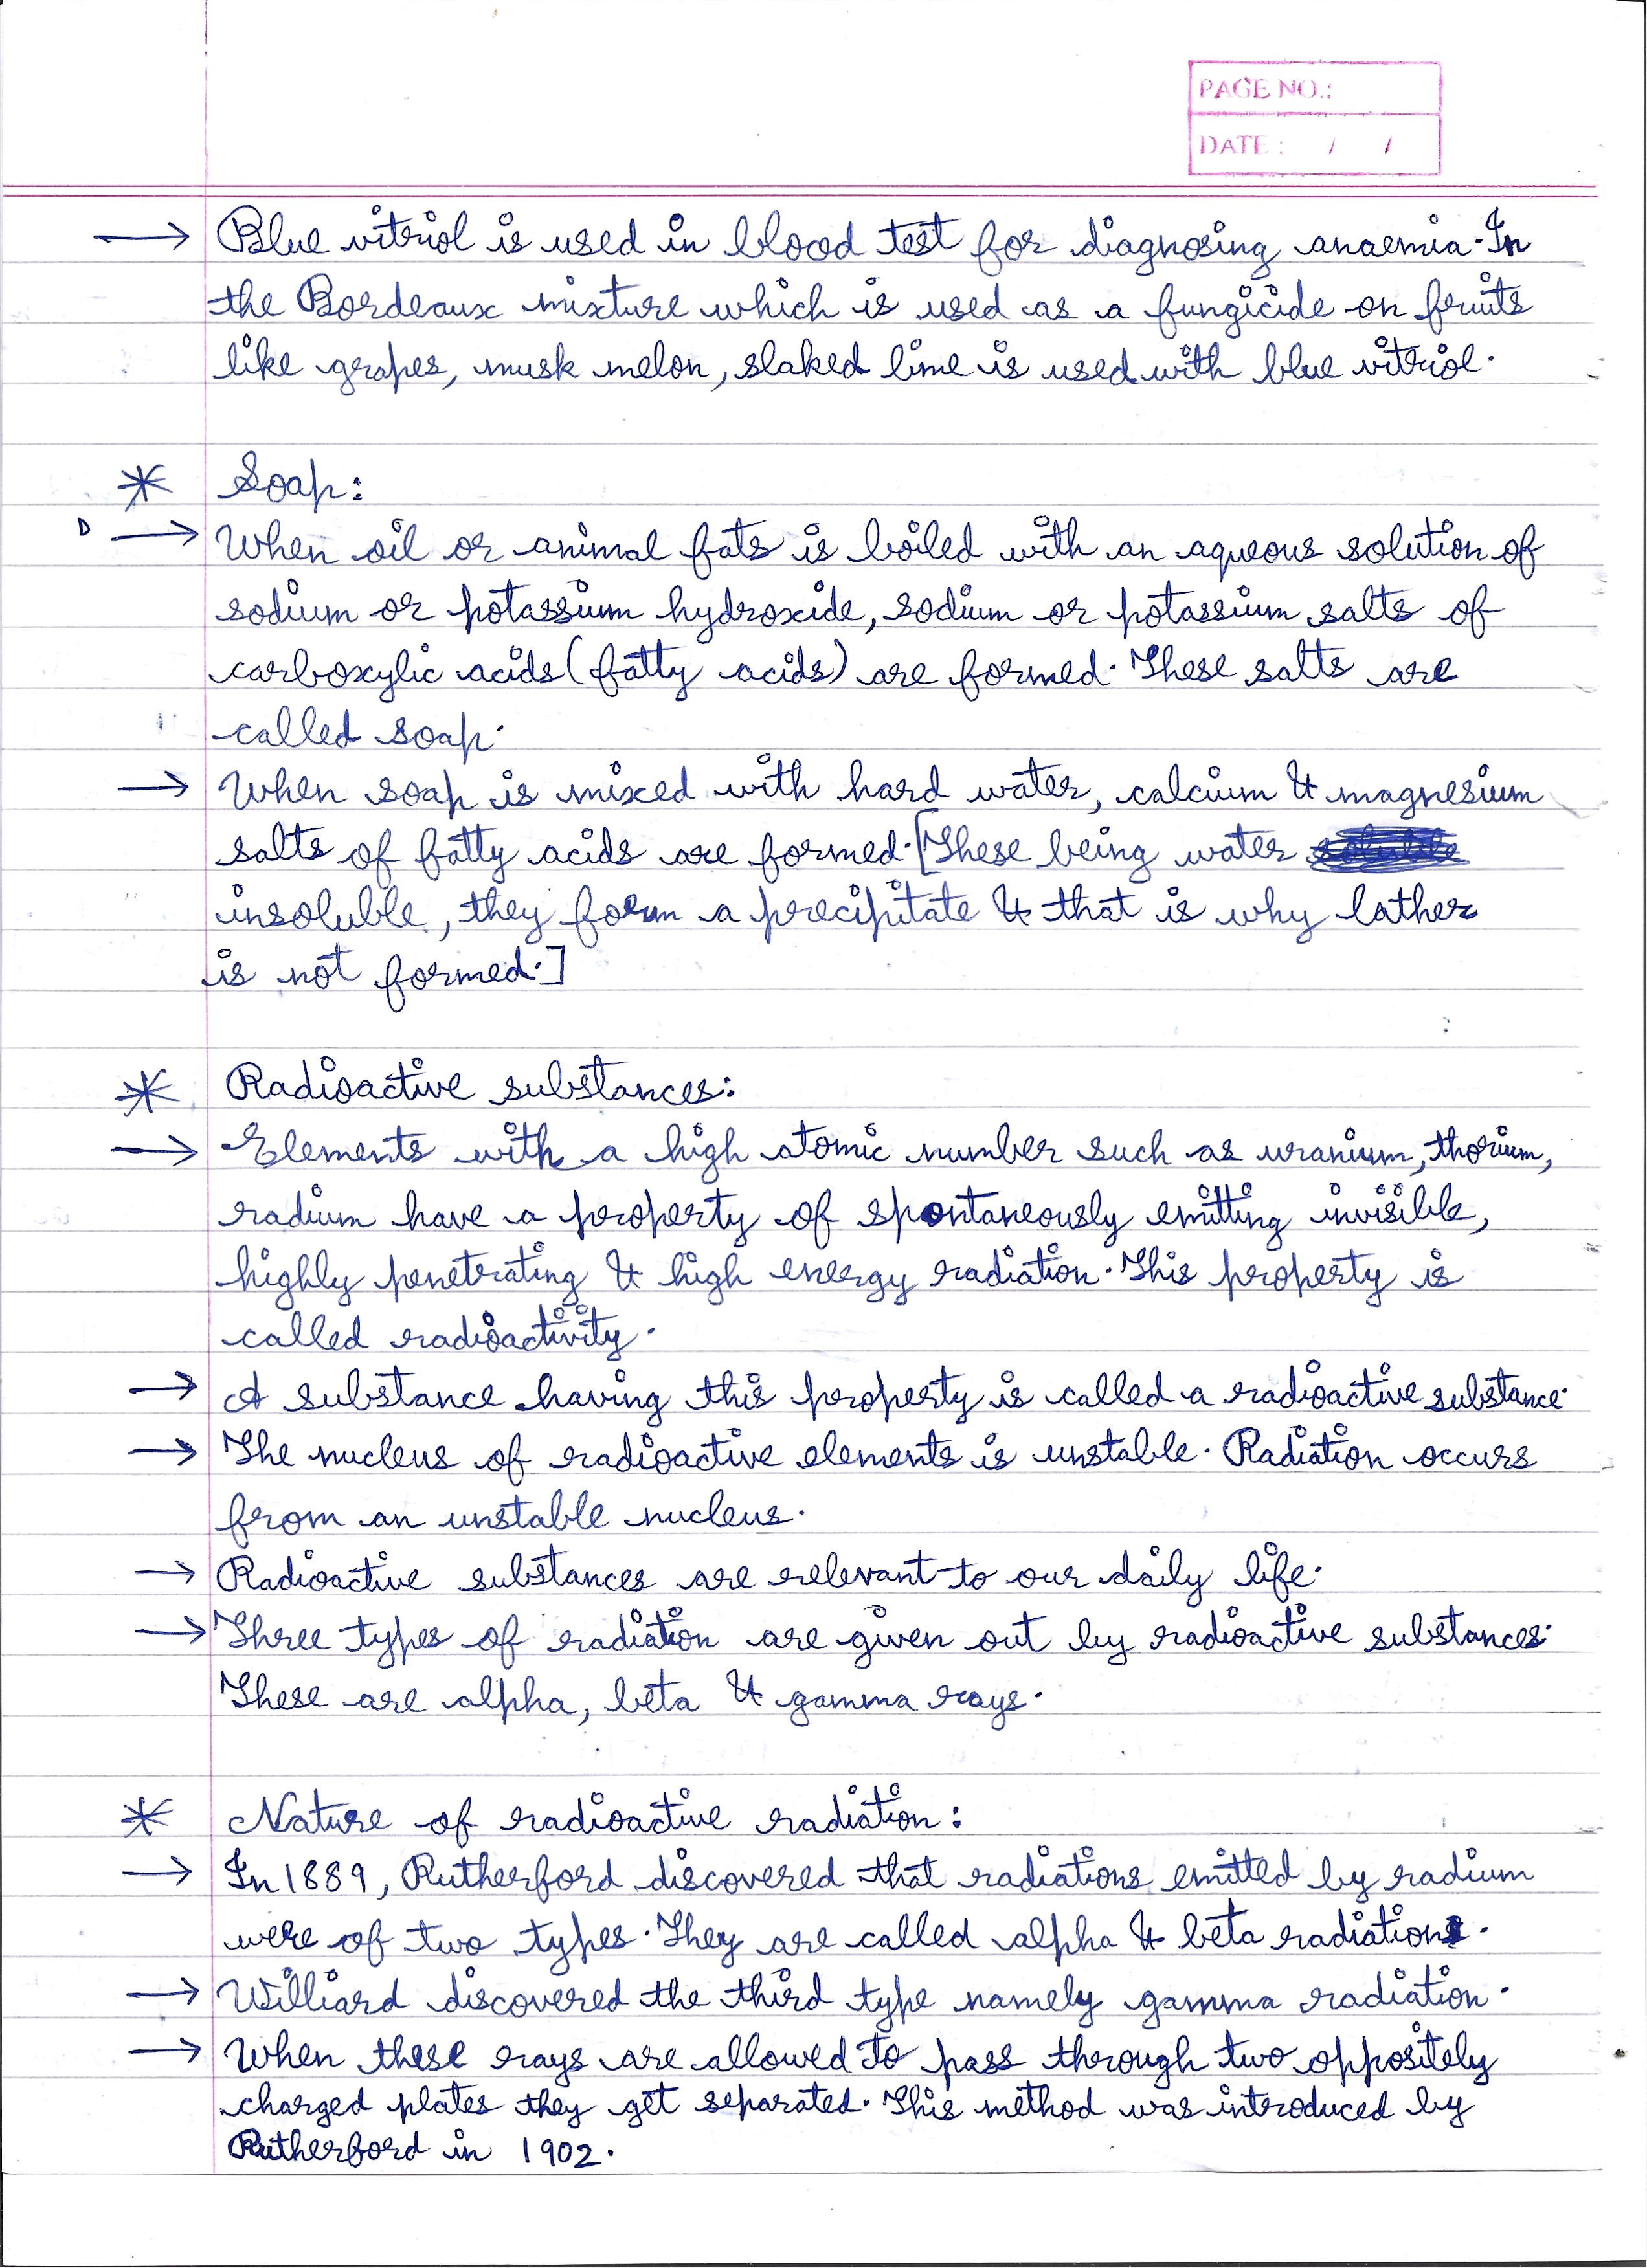 PAGE NO.:
DATE : / /
→ Blue vitriol is used in blood test for diagnosing anaemia. In
the Bordeaux mixture which is used as a fungicide on fruits
like grapes, musk melon, slaked lime is used with blue vitriol.
* Soap:
D → When oil or animal fats is boiled with an aqueous solution of
sodium or potassium hydroxide, sodium or potassium salts of
carboxylic acids (fatty acids) are formed. These salts are
called soap.
→ When soap is mixed with hard water, calcium & magnesium
salts of fatty acids are formed. [These being water
insoluble, they form a precipitate & that is why lather
is not formed.]
* Radioactive substances:
→ Elements with a high atomic number such as uranium, thorium,
radium have a property of spontaneously emitting invisible,
highly penetrating & high energy radiation. This property is
called radioactivity.
→ A substance having this property is called a radioactive substance.
→ The nucleus of radioactive elements is unstable. Radiation occurs
from an unstable nucleus.
→ Radioactive substances are relevant to our daily life.
→ Three types of radiation are given out by radioactive substances.
These are alpha, beta & gamma rays.
* Nature of radioactive radiation:
→ In 1889, Rutherford discovered that radiations emitted by radium
were of two types. They are called alpha & beta radiations.
→ Williard discovered the third type namely gamma radiation.
→ When these rays are allowed to pass through two oppositely
charged plates they get separated. This method was introduced by
Rutherford in 1902.